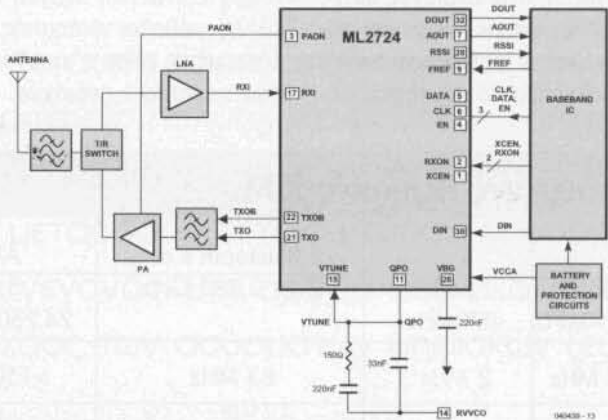 PAON
3 PAON
ML2724
DOUT 32
DOUT
AOUT 7
AOUT
RSSI
RSSI
FREF 9
FREF
ANTENNA
LNA
RXI
17 RXI
DATA 5
CLK 6
EN 4
3
CLK,
DATA,
EN
BASEBAND
IC
T/R
SWITCH
RXON 2
XCEN 1
2
XCEN,
RXON
TXOB
22 TXOB
TXO
21 TXO
PA
DIN 30
DIN
VTUNE
QPO
11
VBG
26
VCCA
BATTERY
AND
PROTECTION
CIRCUITS
VTUNE
QPO
220nF
150Ω
33nF
220nF
14 RVVCO
040439 - 13